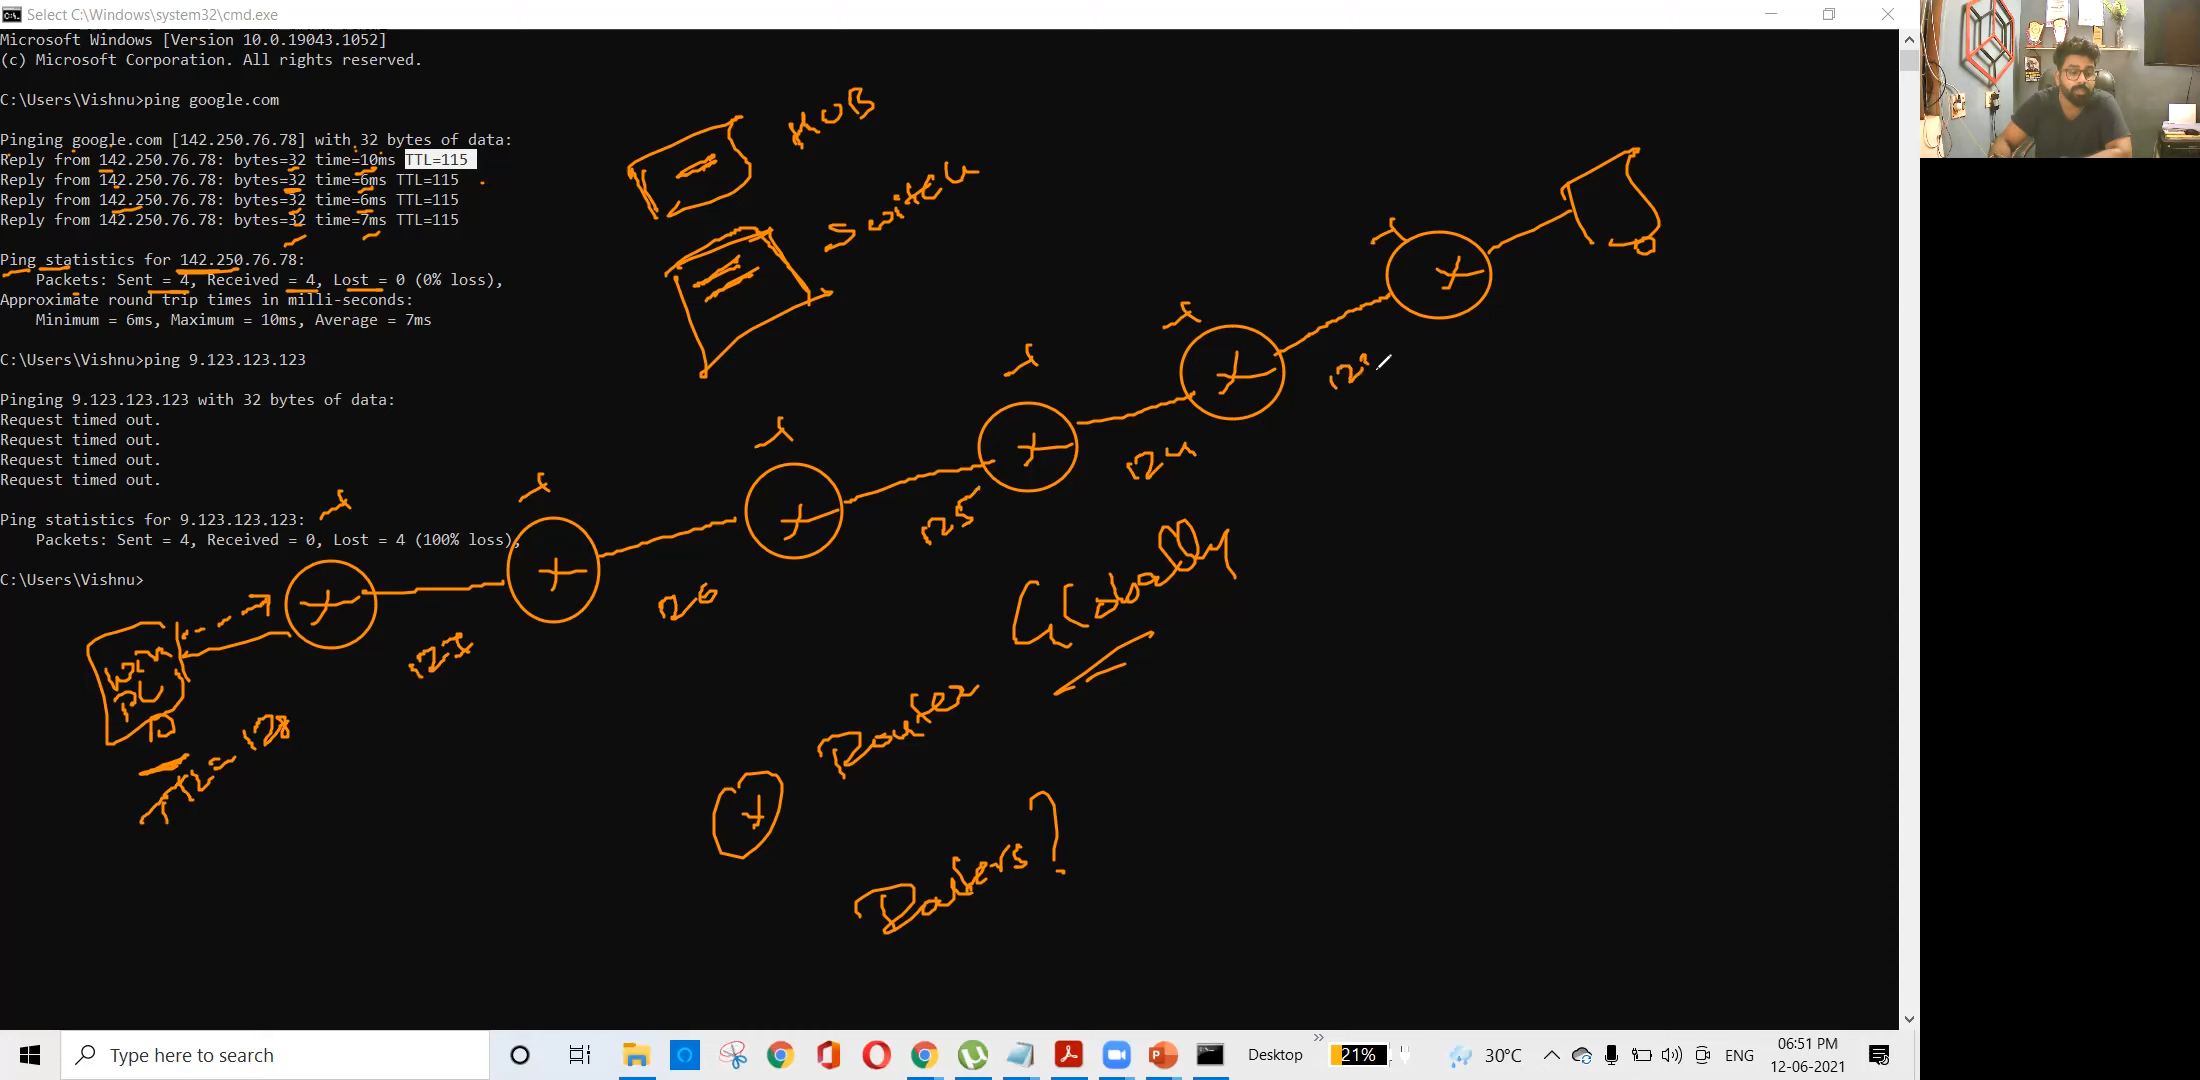 Select C:\Windows\system32\cmd.exe
Microsoft Windows [Version 10.0.19043.1052]
(c) Microsoft Corporation. All rights reserved.
C:\Users\Vishnu>ping google.com
Pinging google.com [142.250.76.78] with 32 bytes of data:
Reply from 142.250.76.78: bytes=32 time=10ms TTL=115
Reply from 142.250.76.78: bytes=32 time=6ms TTL=115
Reply from 142.250.76.78: bytes=32 time=6ms TTL=115
Reply from 142.250.76.78: bytes=32 time=7ms TTL=115
Ping statistics for 142.250.76.78:
Packets: Sent = 4, Received = 4, Lost = 0 (0% loss),
Approximate round trip times in milli-seconds:
Minimum = 6ms, Maximum = 10ms, Average = 7ms
C:\Users\Vishnu>ping 9.123.123.123
Pinging 9.123.123.123 with 32 bytes of data:
Request timed out.
Request timed out.
Request timed out.
Request timed out.
Ping statistics for 9.123.123.123:
Packets: Sent = 4, Received = 0, Lost = 4 (100% loss),
C:\Users\Vishnu>
HUB
Switch
124
125
126
127
Globally
Router
PC
10
TTL=128
Routers?
Type here to search
Desktop
21%
30°C
ENG
06:51 PM
12-06-2021